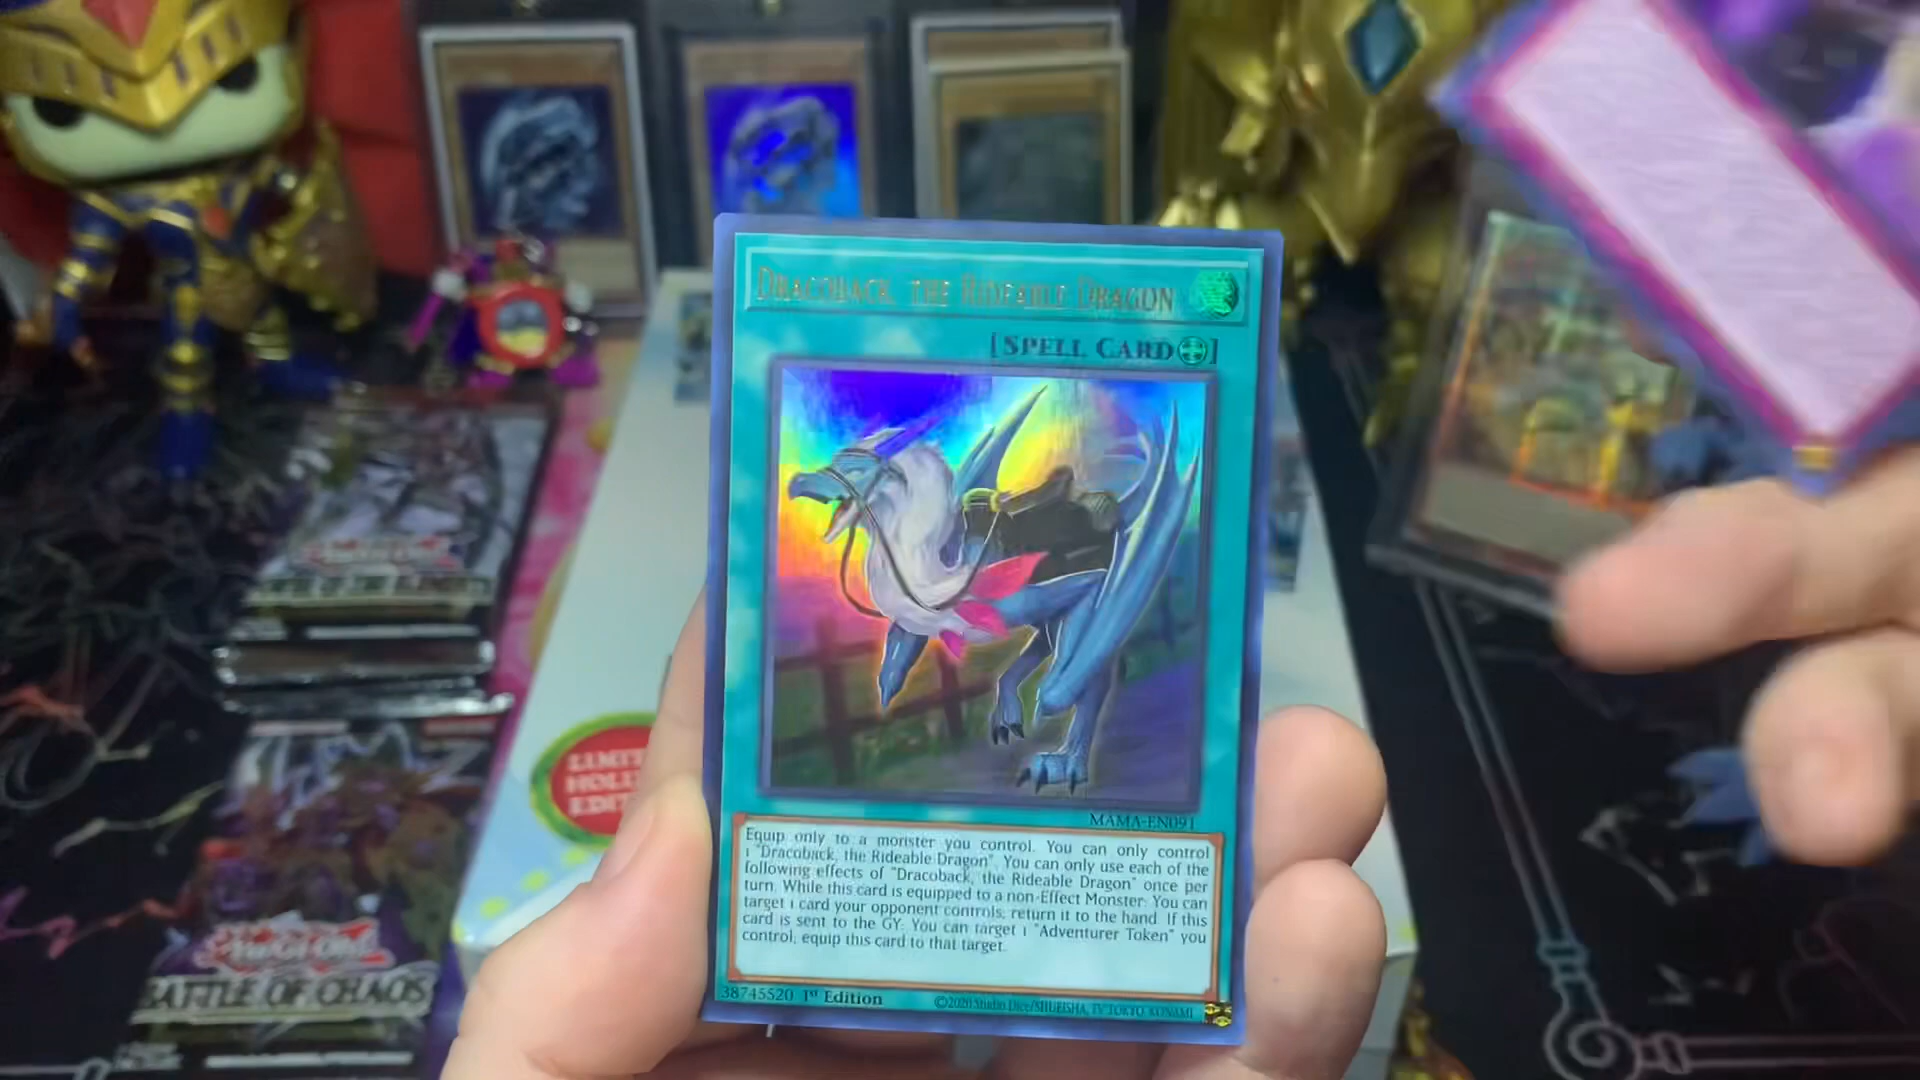 Dracoback, the Rideable Dragon
[Spell Card]
MAMA-EN091
Equip only to a monster you control. You can only control
1 "Dracoback, the Rideable Dragon". You can only use each of the
following effects of "Dracoback, the Rideable Dragon" once per
turn. While this card is equipped to a non-Effect Monster: You can
target 1 card your opponent controls; return it to the hand. If this
card is sent to the GY: You can target 1 "Adventurer Token" you
control; equip this card to that target.
38745520 1st Edition
©2020 Studio Dice/SHUEISHA, TV TOKYO, KONAMI
LIMIT
EDIT
Yu-Gi-Oh!
BATTLE OF CHAOS